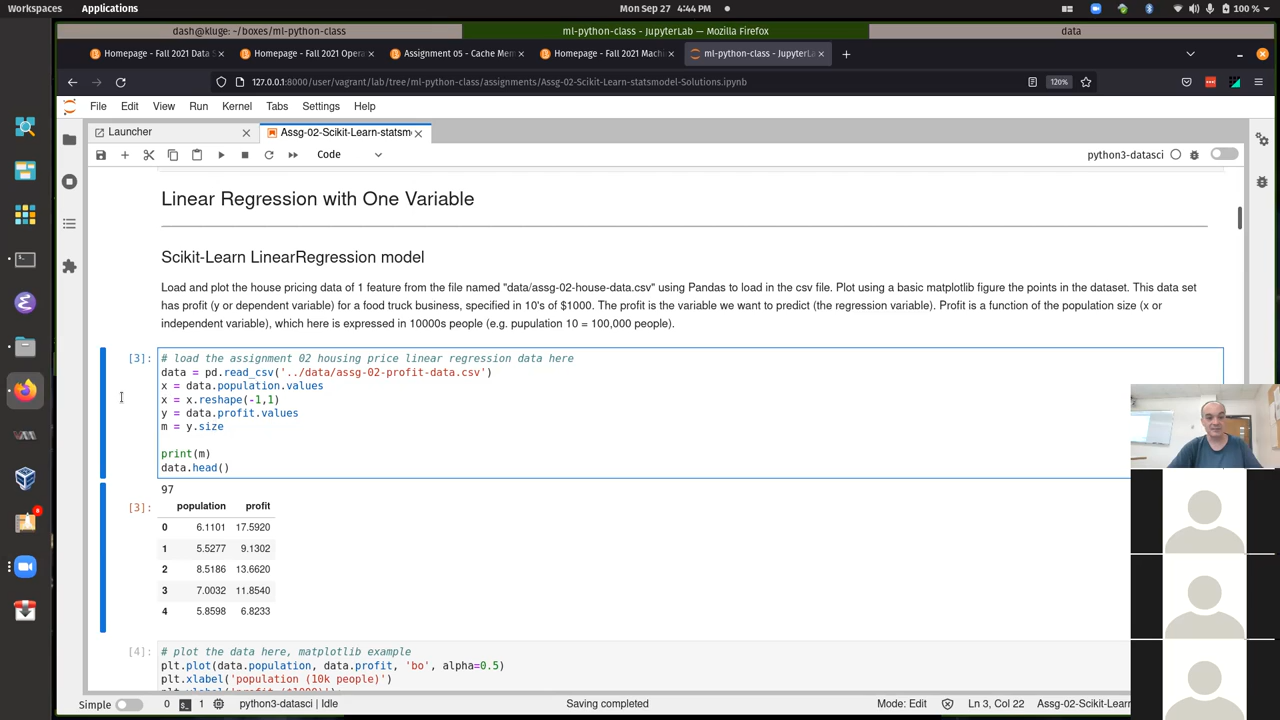 Workspaces Applications Mon Sep 27 4:44 PM 100 %
dash@kluge: ~/boxes/ml-python-class ml-python-class — JupyterLab — Mozilla Firefox data
Homepage - Fall 2021 Data S Homepage - Fall 2021 Opera Assignment 05 - Cache Mem Homepage - Fall 2021 Machi ml-python-class - JupyterLab
127.0.0.1:8000/user/vagrant/lab/tree/ml-python-class/assignments/Assg-02-Scikit-Learn-statsmodel-Solutions.ipynb 120%
File Edit View Run Kernel Tabs Settings Help
Launcher Assg-02-Scikit-Learn-statsm
Code python3-datasci
Linear Regression with One Variable
Scikit-Learn LinearRegression model
Load and plot the house pricing data of 1 feature from the file named "data/assg-02-house-data.csv" using Pandas to load in the csv file. Plot using a basic matplotlib figure the points in the dataset. This data set
has profit (y or dependent variable) for a food truck business, specified in 10's of $1000. The profit is the variable we want to predict (the regression variable). Profit is a function of the population size (x or
independent variable), which here is expressed in 10000s people (e.g. pupulation 10 = 100,000 people).
[3]: # load the assignment 02 housing price linear regression data here
data = pd.read_csv('../data/assg-02-profit-data.csv')
x = data.population.values
x = x.reshape(-1,1)
y = data.profit.values
m = y.size
print(m)
data.head()
97
[3]: population profit
0 6.1101 17.5920
1 5.5277 9.1302
2 8.5186 13.6620
3 7.0032 11.8540
4 5.8598 6.8233
[4]: # plot the data here, matplotlib example
plt.plot(data.population, data.profit, 'bo', alpha=0.5)
plt.xlabel('population (10k people)')
Simple 0 1 python3-datasci | Idle Saving completed Mode: Edit Ln 3, Col 22 Assg-02-Scikit-Learn